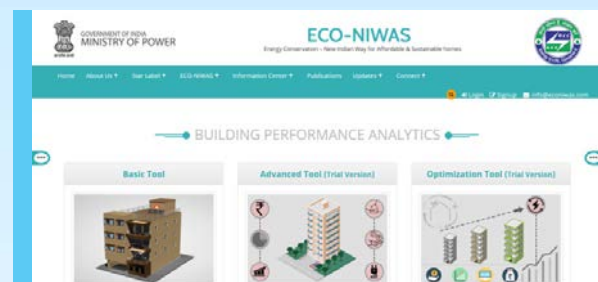 GOVERNMENT OF INDIA
MINISTRY OF POWER
ECO-NIWAS
Energy Conservation – New Indian Way for Affordable & Sustainable homes
Home About Us Star Label ECO-NIWAS Information Center Publications Updates Connect
Login Signup info@econiwas.com
BUILDING PERFORMANCE ANALYTICS
Basic Tool
Advanced Tool (Trial Version)
Optimization Tool (Trial Version)